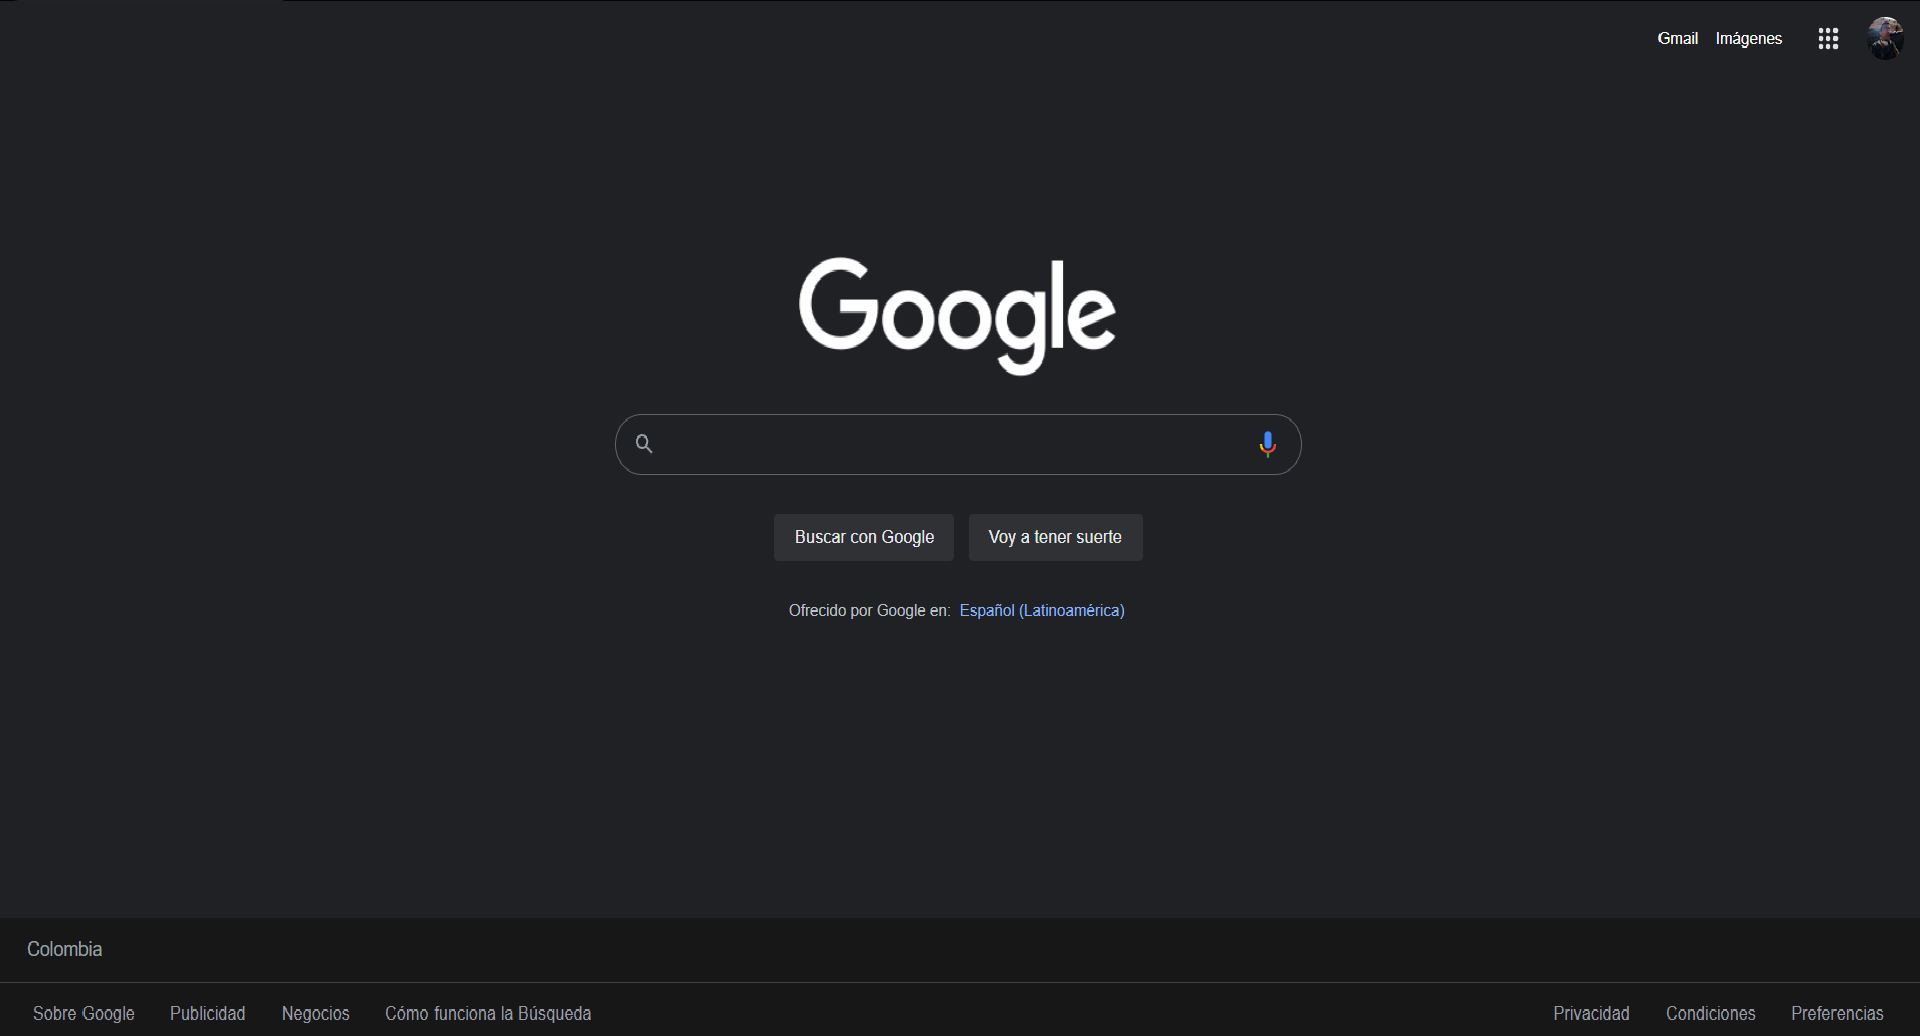 Gmail Imágenes
Google
Buscar con Google Voy a tener suerte
Ofrecido por Google en: Español (Latinoamérica)
Colombia
Sobre Google Publicidad Negocios Cómo funciona la Búsqueda Privacidad Condiciones Preferencias